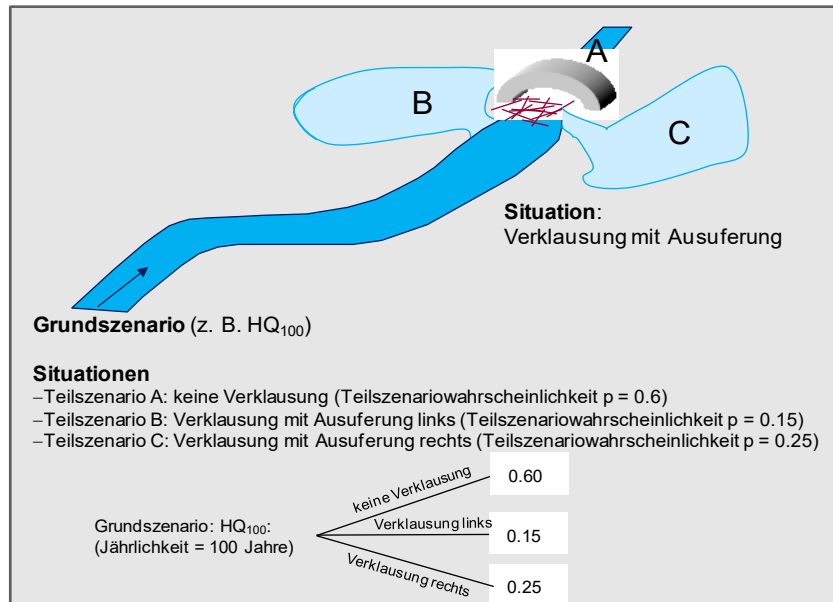 A
B
C
Situation:
Verklausung mit Ausuferung
Grundszenario (z. B. HQ100)
Situationen
–Teilszenario A: keine Verklausung (Teilszenariowahrscheinlichkeit p = 0.6)
–Teilszenario B: Verklausung mit Ausuferung links (Teilszenariowahrscheinlichkeit p = 0.15)
–Teilszenario C: Verklausung mit Ausuferung rechts (Teilszenariowahrscheinlichkeit p = 0.25)
keine Verklausung
0.60
Grundszenario: HQ100:
(Jährlichkeit = 100 Jahre)
Verklausung links
0.15
Verklausung rechts
0.25